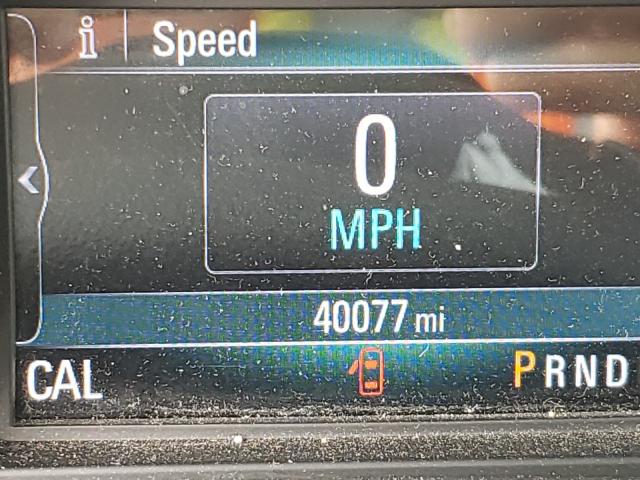 i Speed
0
MPH
40077 mi
CAL PRND